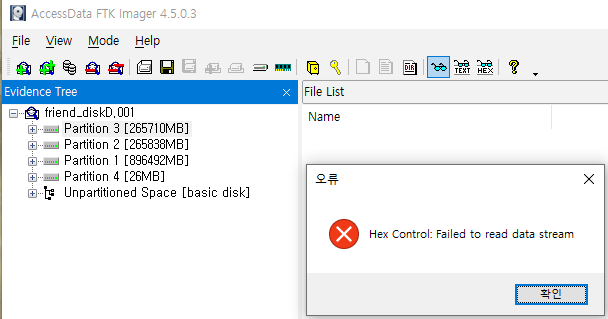 AccessData FTK Imager 4.5.0.3
File View Mode Help
DIR TEXT HEX ?
Evidence Tree
File List
friend_diskD.001
Name
Partition 3 [265710MB]
Partition 2 [265838MB]
Partition 1 [896492MB]
Partition 4 [26MB]
Unpartitioned Space [basic disk]
오류
Hex Control: Failed to read data stream
확인